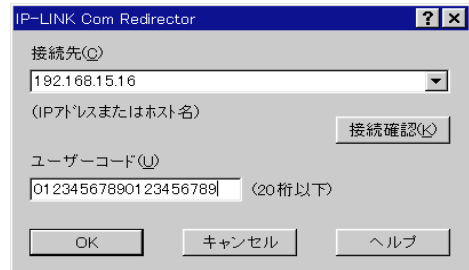 IP-LINK Com Redirector
接続先(C)
192.168.15.16
(IPｱﾄﾞﾚｽまたはﾎｽﾄ名)
接続確認(K)
ユーザーコード(U)
01234567890123456789 (20桁以下)
OK キャンセル ヘルプ